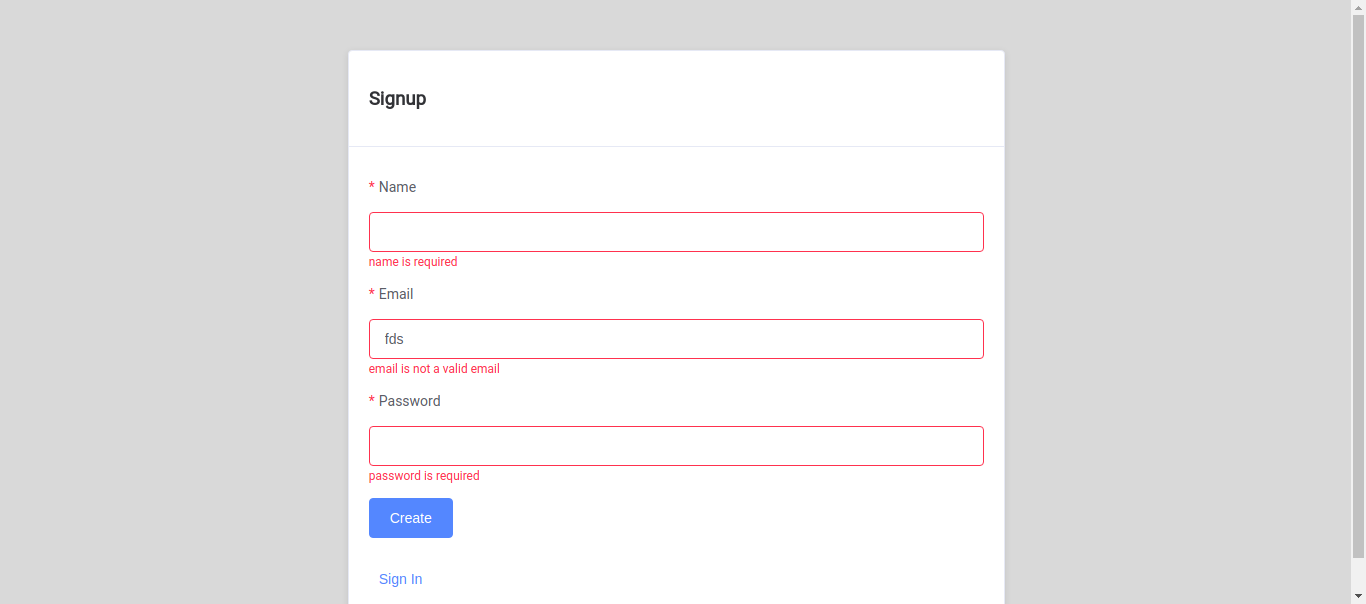 Signup
* Name
name is required
* Email
fds
email is not a valid email
* Password
password is required
Create
Sign In